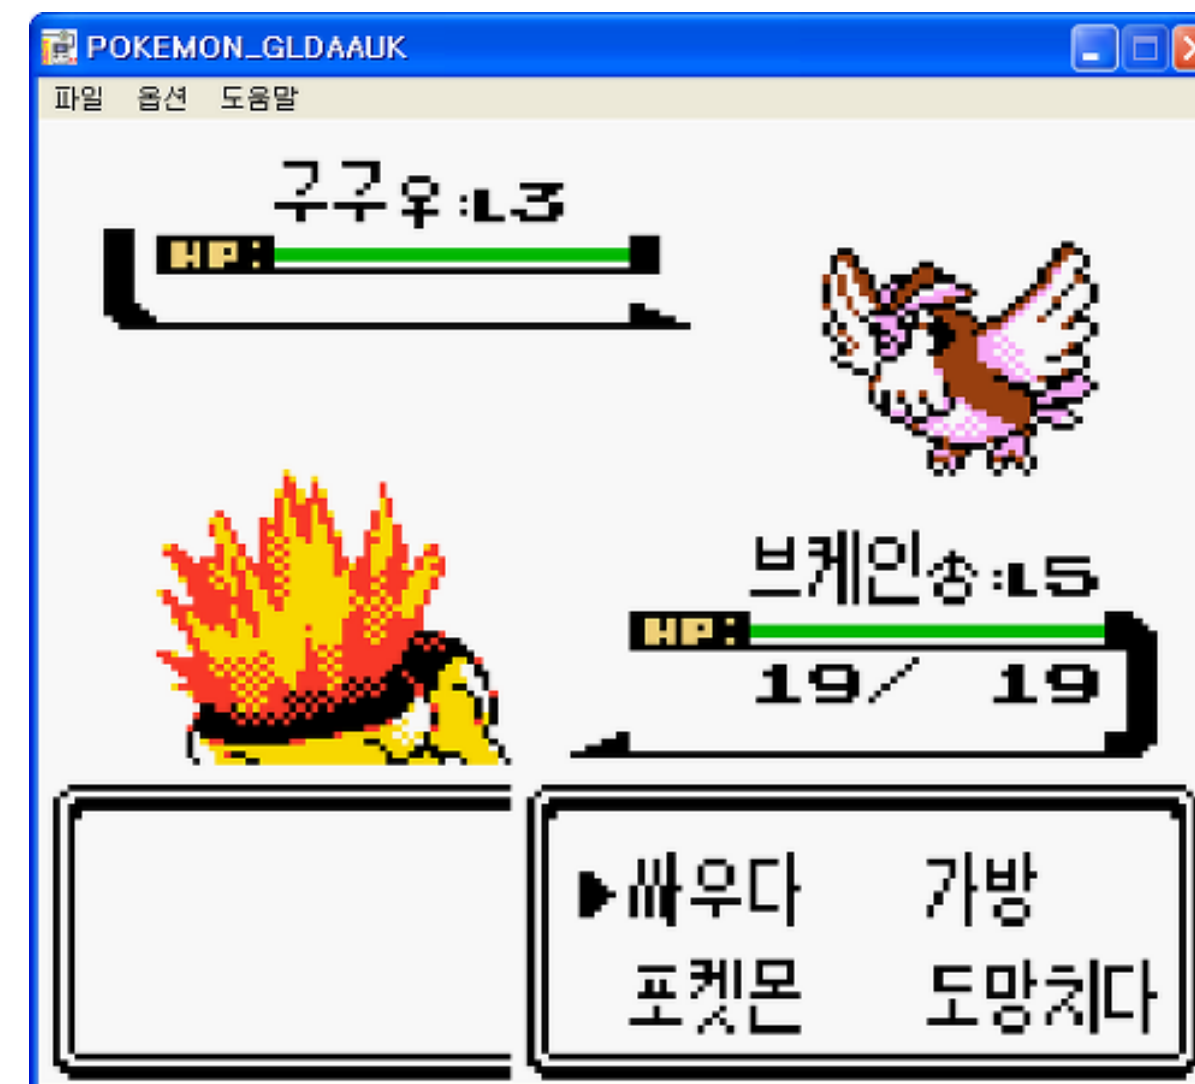 POKEMON_GLDAAUK
파일 옵션 도움말
구구♀:L3
HP:
브케인♂:L5
HP:
19/ 19
▶싸우다 가방
포켓몬 도망치다